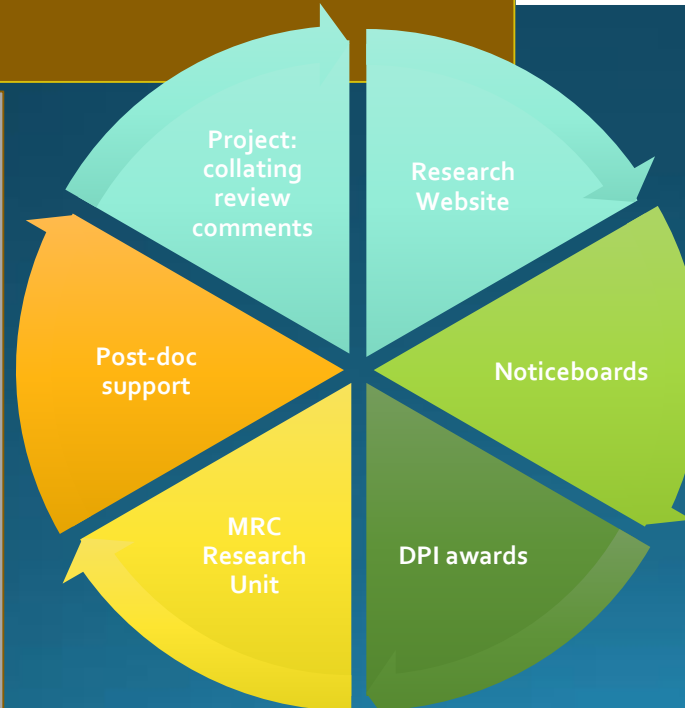 Project:
collating
review
comments
Research
Website
Post-doc
support
Noticeboards
MRC
Research
Unit
DPI awards